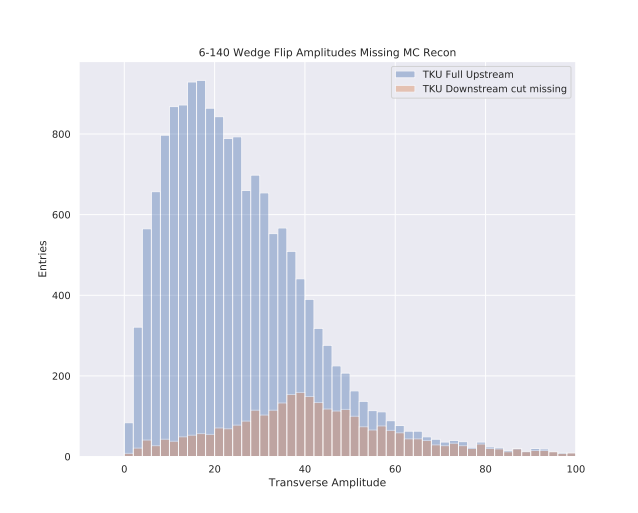 6-140 Wedge Flip Amplitudes Missing MC Recon
TKU Full Upstream
TKU Downstream cut missing
Entries
800
600
400
200
0
0 20 40 60 80 100
Transverse Amplitude